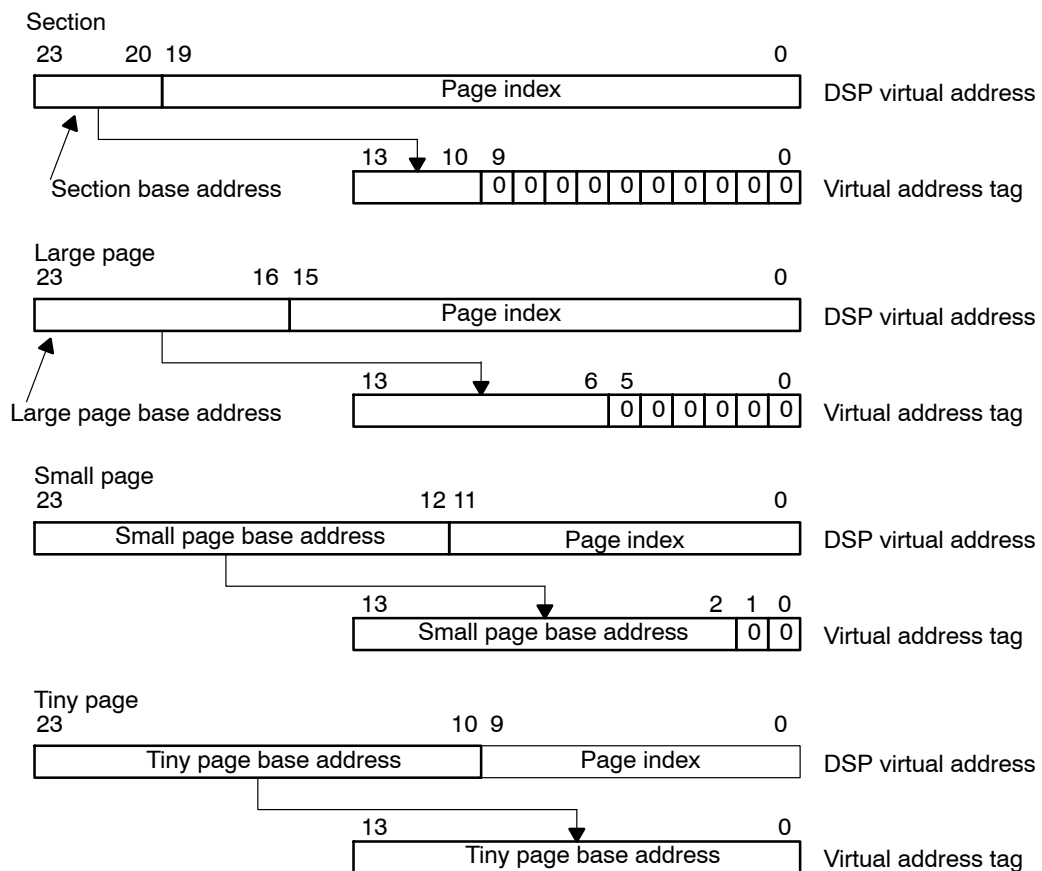 Section
23 20 19 0
Page index DSP virtual address
13 10 9 0
Section base address 0 0 0 0 0 0 0 0 0 0 Virtual address tag
Large page
23 16 15 0
Page index DSP virtual address
13 6 5 0
Large page base address 0 0 0 0 0 0 Virtual address tag
Small page
23 12 11 0
Small page base address Page index DSP virtual address
13 2 1 0
Small page base address 0 0 Virtual address tag
Tiny page
23 10 9 0
Tiny page base address Page index DSP virtual address
13 0
Tiny page base address Virtual address tag